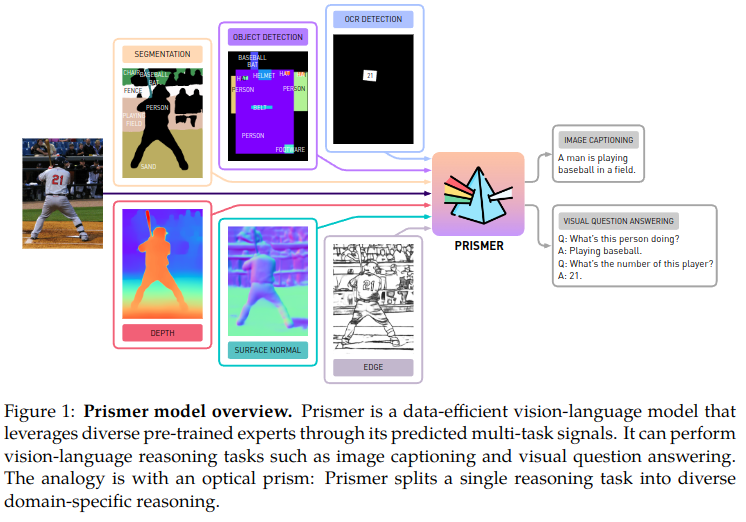 SEGMENTATION
CHAIR
BASEBALL
BAT
FENCE
PERSON
PLAYING
FIELD
SAND
OBJECT DETECTION
BASEBALL
BAT
HELMET
HAT
PERSON
PERSON
BELT
PERSON
FOOTWARE
OCR DETECTION
21
21
DEPTH
SURFACE NORMAL
21
EDGE
PRISMER
IMAGE CAPTIONING
A man is playing
baseball in a field.
VISUAL QUESTION ANSWERING
Q: What's this person doing?
A: Playing baseball.
Q: What's the number of this player?
A: 21.
Figure 1: Prismer model overview. Prismer is a data-efficient vision-language model that
leverages diverse pre-trained experts through its predicted multi-task signals. It can perform
vision-language reasoning tasks such as image captioning and visual question answering.
The analogy is with an optical prism: Prismer splits a single reasoning task into diverse
domain-specific reasoning.